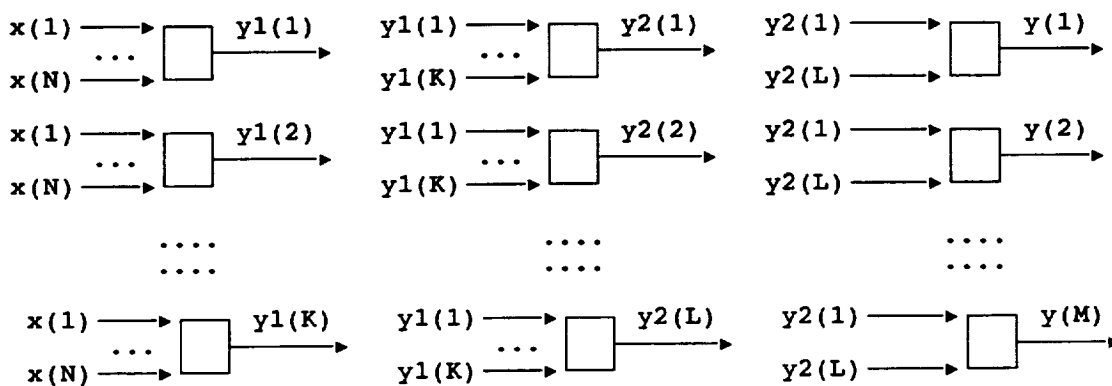 x(1) y1(1) y1(1) y2(1) y2(1) y(1)
... ...
x(N) y1(K) y2(L)
x(1) y1(2) y1(1) y2(2) y2(1) y(2)
... ...
x(N) y1(K) y2(L)
.... .... ....
.... .... ....
x(1) y1(K) y1(1) y2(L) y2(1) y(M)
... ...
x(N) y1(K) y2(L)